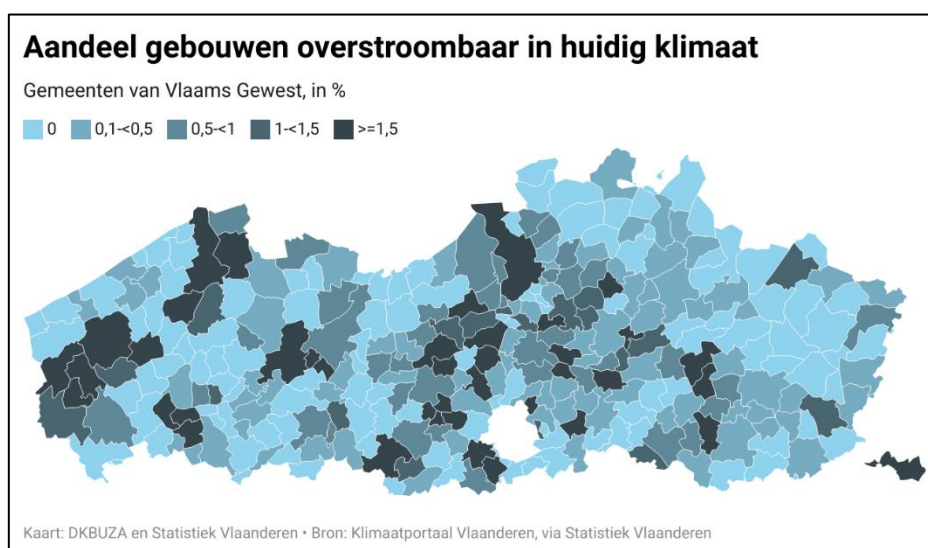 Aandeel gebouwen overstroombaar in huidig klimaat
Gemeenten van Vlaams Gewest, in %
0 0,1-<0,5 0,5-<1 1-<1,5 >=1,5
Kaart: DKBUZA en Statistiek Vlaanderen • Bron: Klimaatportaal Vlaanderen, via Statistiek Vlaanderen